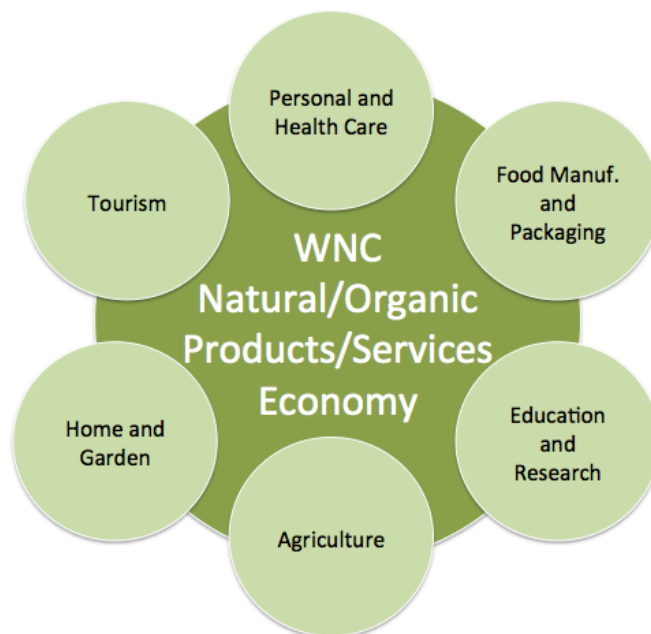 Personal and
Health Care
Food Manuf.
and
Packaging
Tourism
WNC
Natural/Organic
Products/Services
Economy
Home and
Garden
Education
and
Research
Agriculture